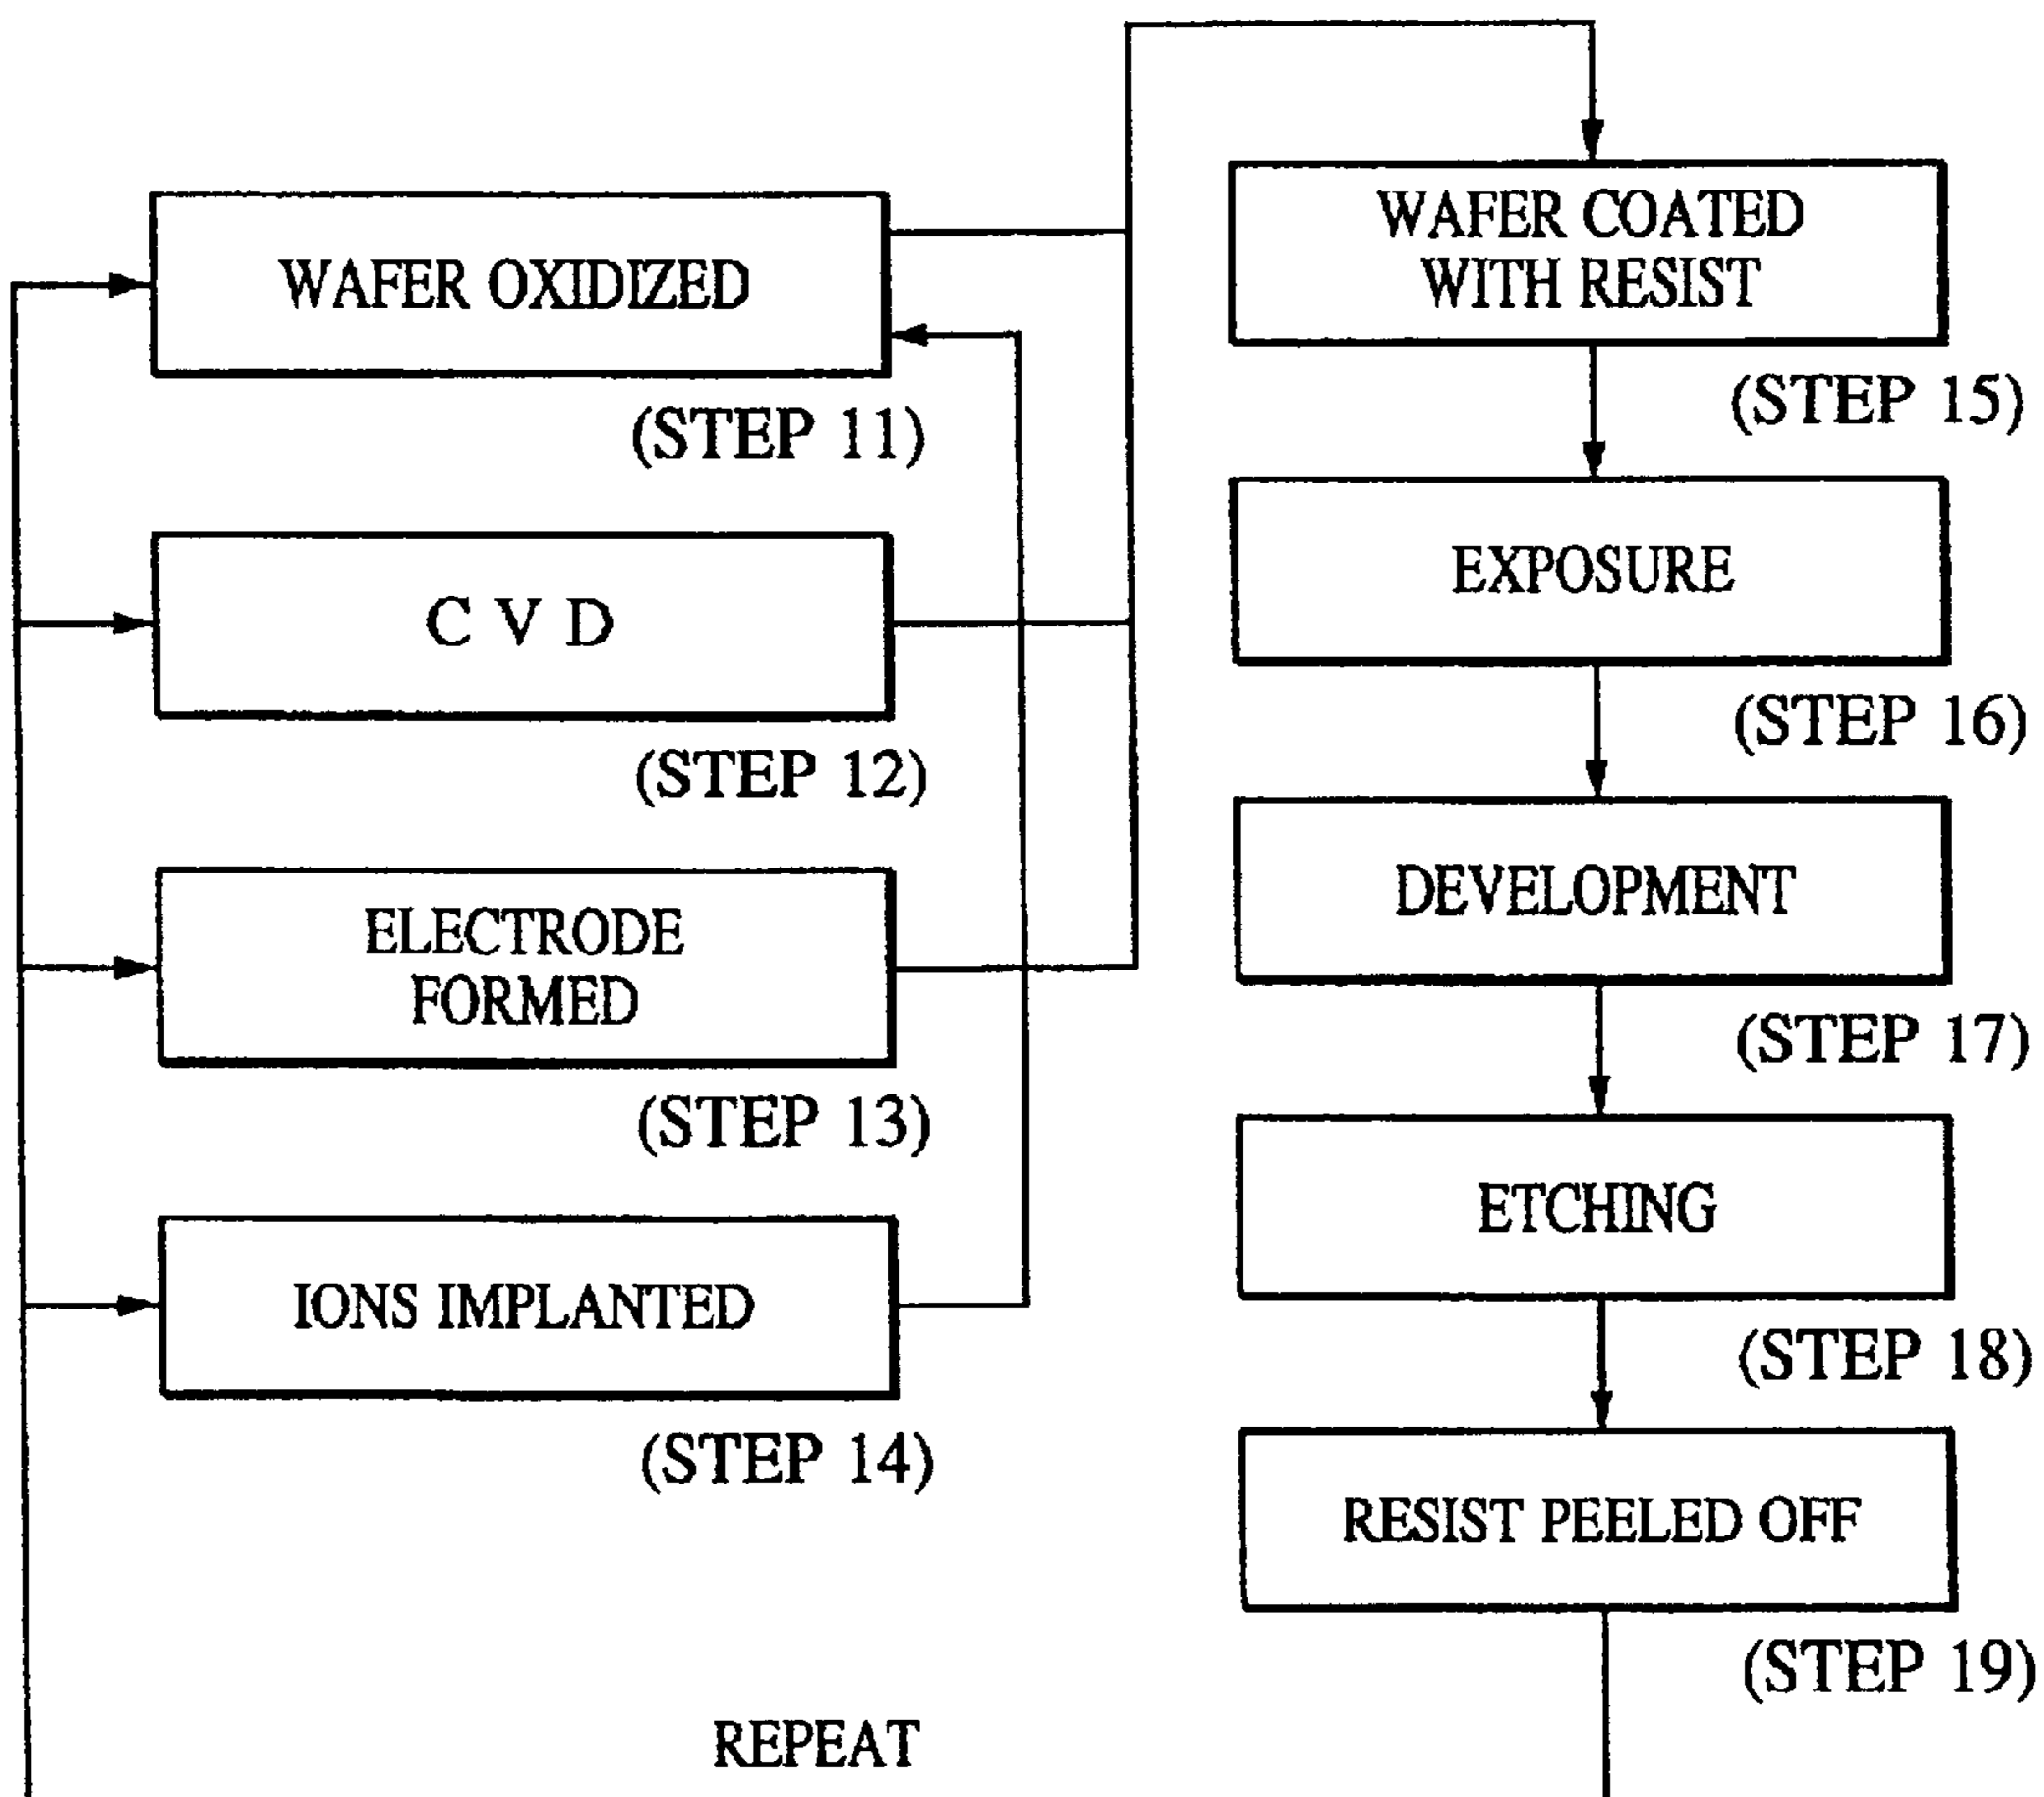 WAFER OXIDIZED
(STEP 11)
C V D
(STEP 12)
ELECTRODE
FORMED
(STEP 13)
IONS IMPLANTED
(STEP 14)
WAFER COATED
WITH RESIST
(STEP 15)
EXPOSURE
(STEP 16)
DEVELOPMENT
(STEP 17)
ETCHING
(STEP 18)
RESIST PEELED OFF
(STEP 19)
REPEAT